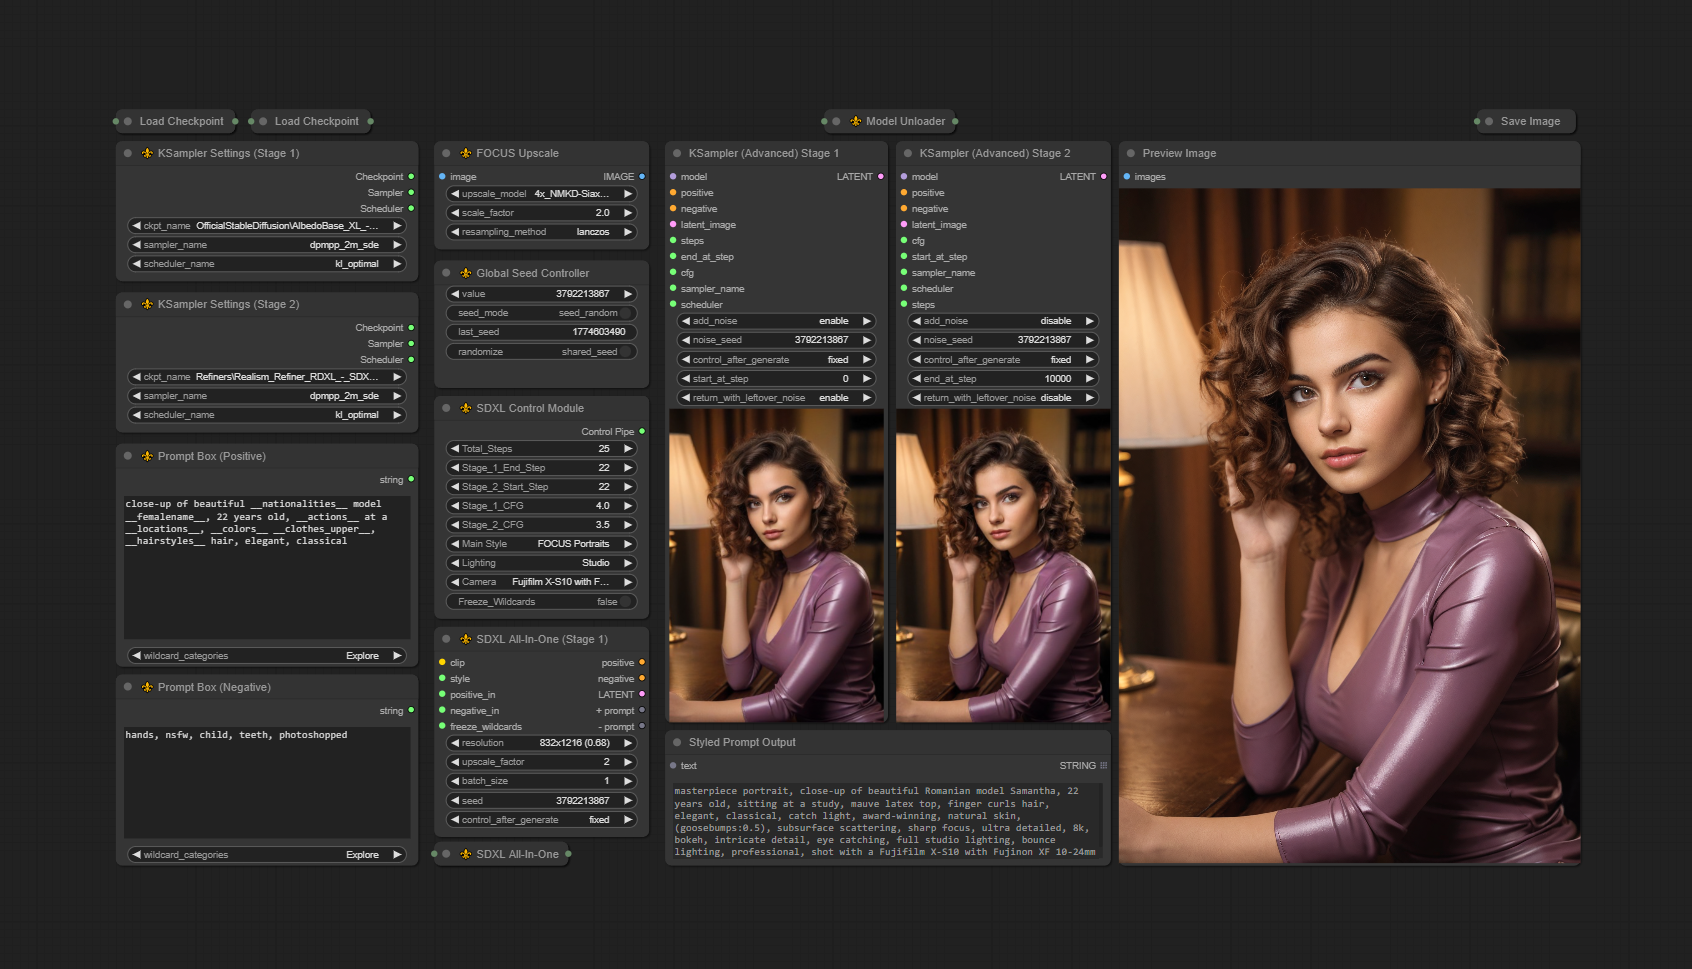 Load Checkpoint
Load Checkpoint
Model Unloader
Save Image
KSampler Settings (Stage 1)
Checkpoint
Sampler
Scheduler
ckpt_name OfficialStableDiffusion\AlbedoBase_XL_-...
sampler_name dpmpp_2m_sde
scheduler_name kl_optimal
KSampler Settings (Stage 2)
Checkpoint
Sampler
Scheduler
ckpt_name Refiners\Realism_Refiner_RDXL_-_SDX...
sampler_name dpmpp_2m_sde
scheduler_name kl_optimal
Prompt Box (Positive)
string
close-up of beautiful __nationalities__ model
__femalename__, 22 years old, __actions__ at a
__locations__, __colors__ __clothes_upper__,
__hairstyles__ hair, elegant, classical
wildcard_categories Explore
Prompt Box (Negative)
string
hands, nsfw, child, teeth, photoshopped
wildcard_categories Explore
FOCUS Upscale
image IMAGE
upscale_model 4x_NMKD-Siax...
scale_factor 2.0
resampling_method lanczos
Global Seed Controller
value 3792213867
seed_mode seed_random
last_seed 1774603490
randomize shared_seed
SDXL Control Module
Control Pipe
Total_Steps 25
Stage_1_End_Step 22
Stage_2_Start_Step 22
Stage_1_CFG 4.0
Stage_2_CFG 3.5
Main Style FOCUS Portraits
Lighting Studio
Camera Fujifilm X-S10 with F...
Freeze_Wildcards false
SDXL All-In-One (Stage 1)
clip positive
style negative
positive_in LATENT
negative_in + prompt
freeze_wildcards - prompt
resolution 832x1216 (0.68)
upscale_factor 2
batch_size 1
seed 3792213867
control_after_generate fixed
SDXL All-In-One
KSampler (Advanced) Stage 1
model LATENT
positive
negative
latent_image
steps
end_at_step
cfg
sampler_name
scheduler
add_noise enable
noise_seed 3792213867
control_after_generate fixed
start_at_step 0
return_with_leftover_noise enable
KSampler (Advanced) Stage 2
model LATENT
positive
negative
latent_image
cfg
start_at_step
sampler_name
scheduler
steps
add_noise disable
noise_seed 3792213867
control_after_generate fixed
end_at_step 10000
return_with_leftover_noise disable
Styled Prompt Output
text STRING
masterpiece portrait, close-up of beautiful Romanian model Samantha, 22
years old, sitting at a study, mauve latex top, finger curls hair,
elegant, classical, catch light, award-winning, natural skin,
(goosebumps:0.5), subsurface scattering, sharp focus, ultra detailed, 8k,
bokeh, intricate detail, eye catching, full studio lighting, bounce
lighting, professional, shot with a Fujifilm X-S10 with Fujinon XF 10-24mm
Preview Image
images